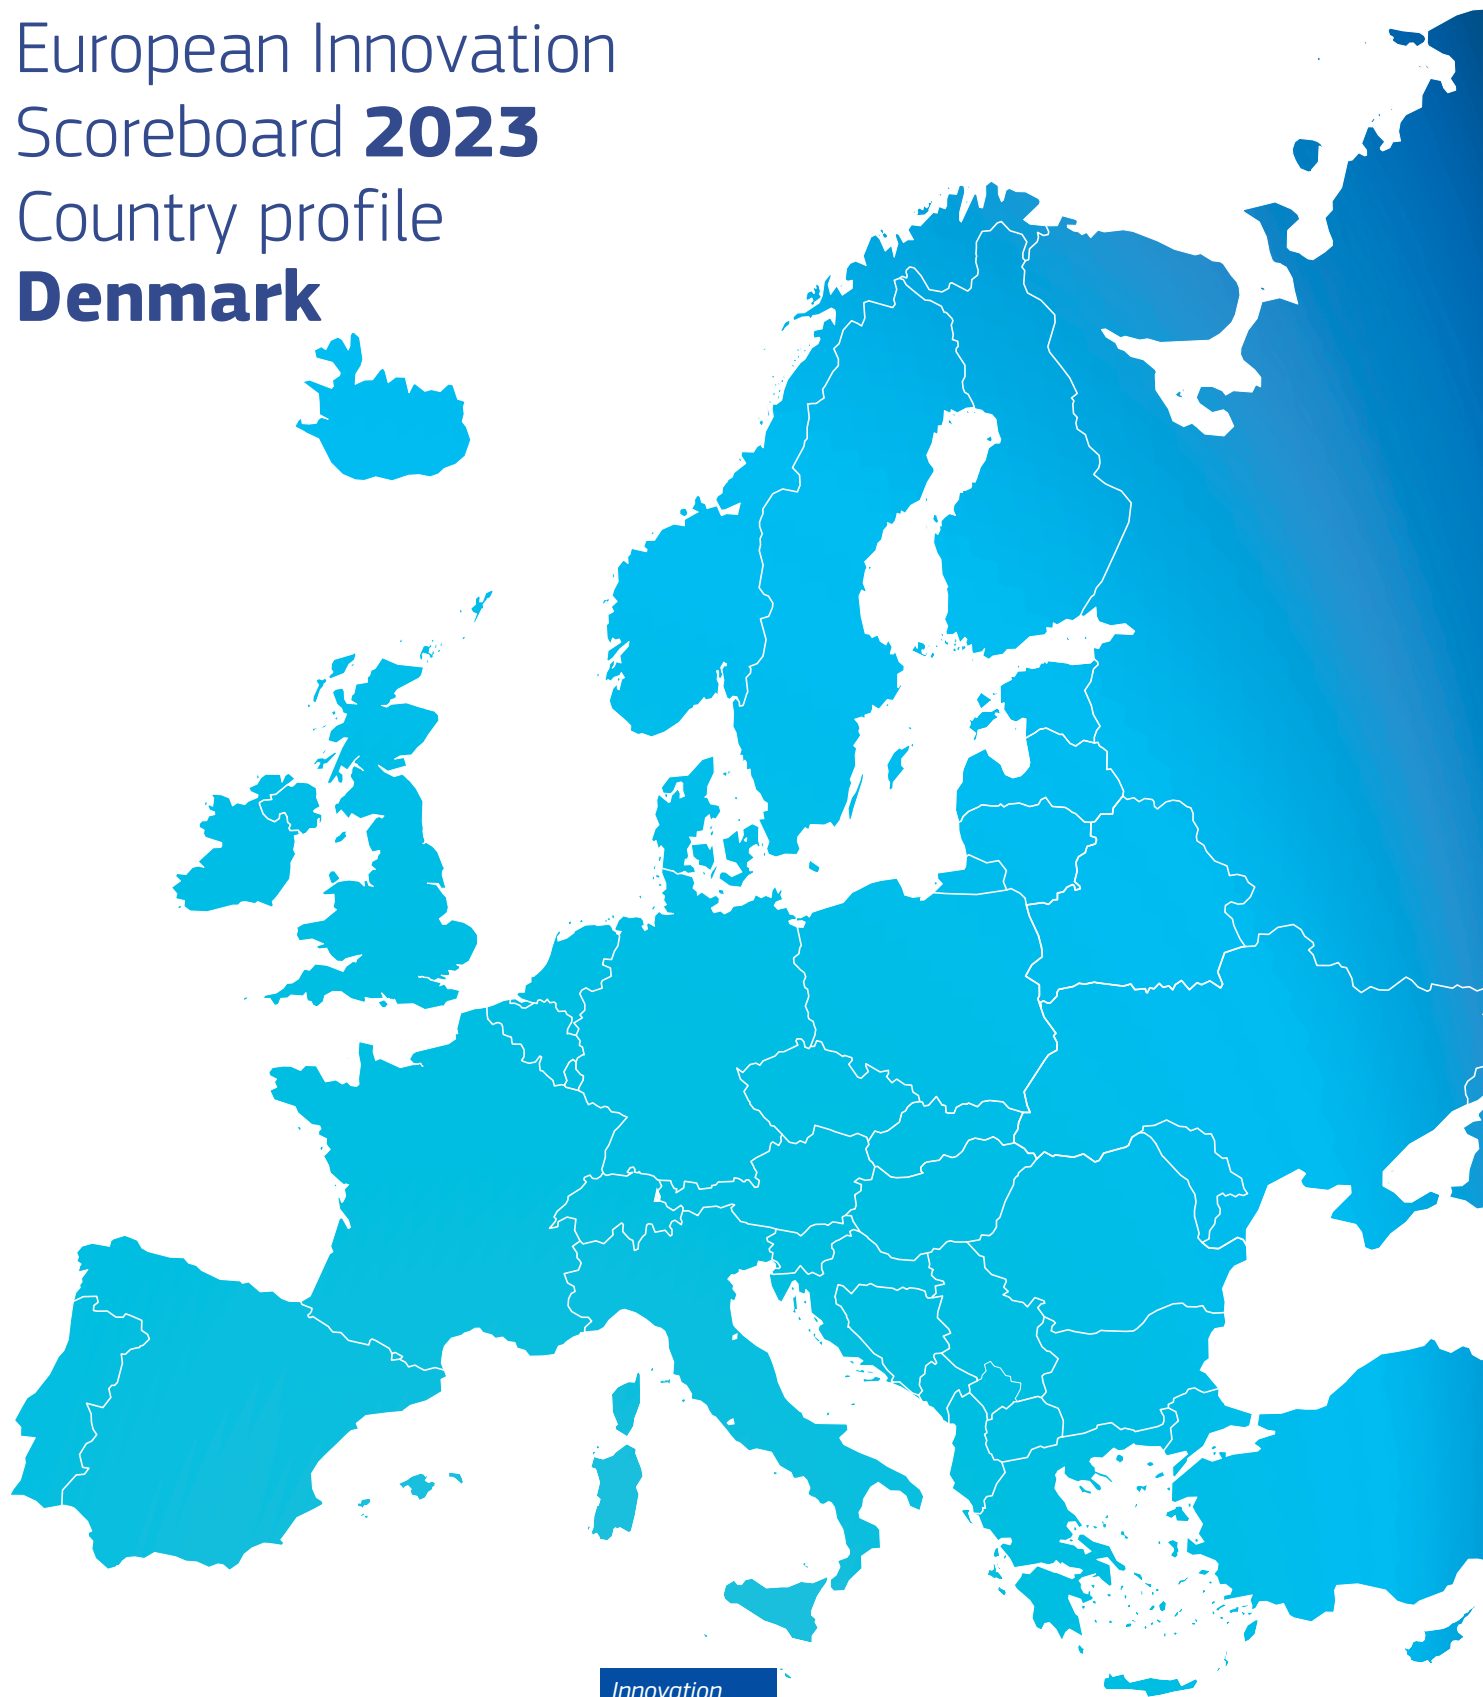 European Innovation
Scoreboard 2023
Country profile
Denmark
Innovation